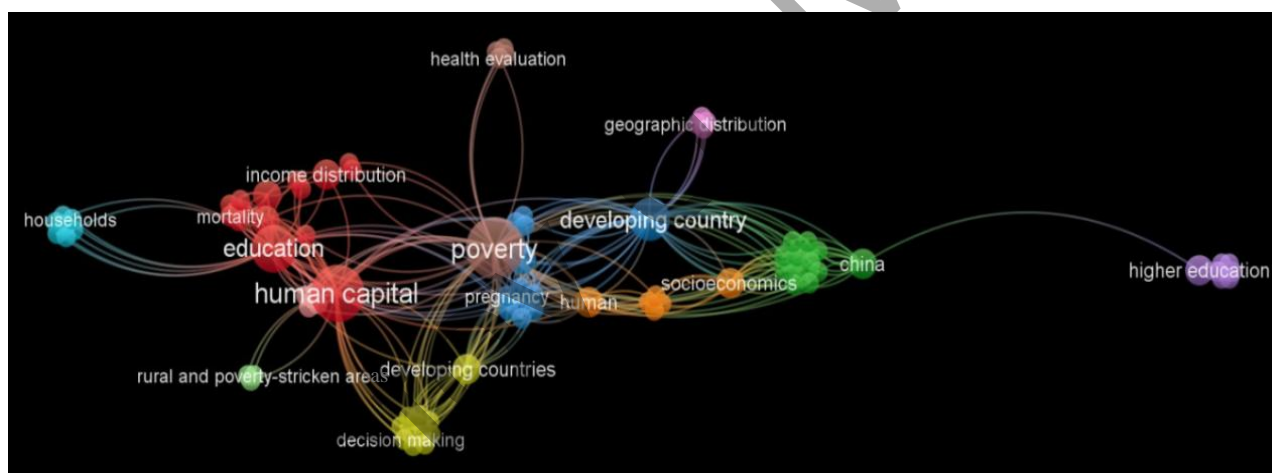 health evaluation
geographic distribution
income distribution
households
mortality
developing country
education
poverty
china
higher education
human capital
pregnancy
human
socioeconomics
rural and poverty-stricken areas
developing countries
decision making